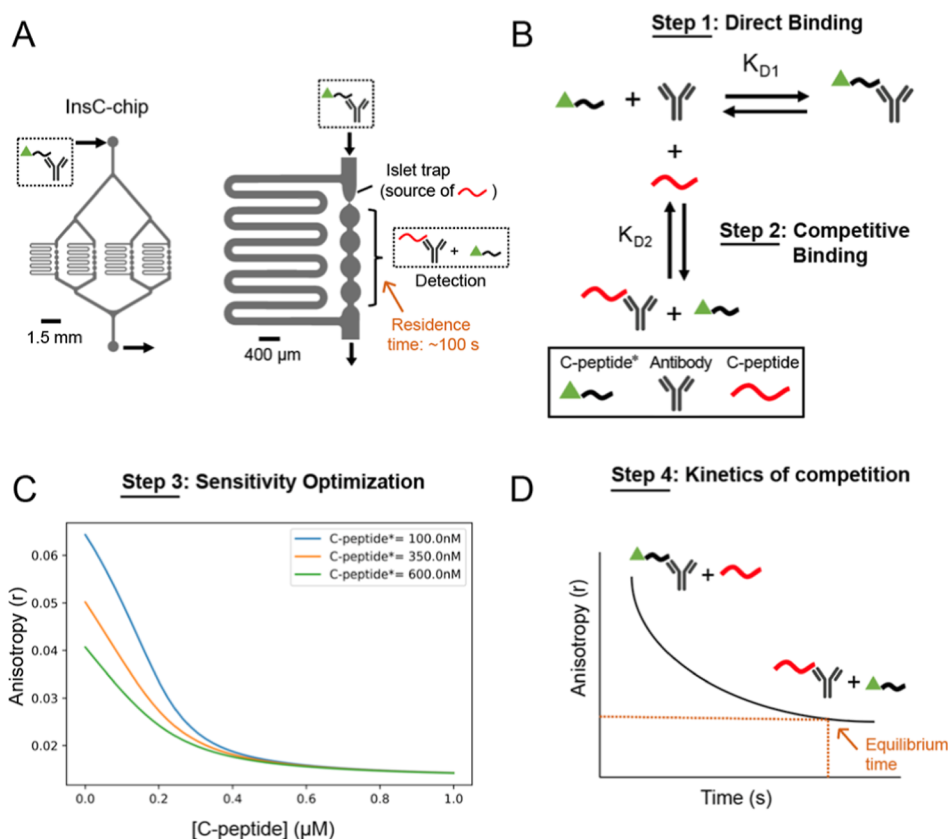 A
InsC-chip
1.5 mm
400 µm
Islet trap
(source of )
+
Detection
Residence
time: ~100 s
B
Step 1: Direct Binding
K_D1
+
+
K_D2
Step 2: Competitive
Binding
+
C-peptide* Antibody C-peptide
C
Step 3: Sensitivity Optimization
C-peptide*= 100.0nM
C-peptide*= 350.0nM
C-peptide*= 600.0nM
Anisotropy (r)
0.06
0.05
0.04
0.03
0.02
0.0 0.2 0.4 0.6 0.8 1.0
[C-peptide] (µM)
D
Step 4: Kinetics of competition
Anisotropy (r)
+
+
Equilibrium
time
Time (s)